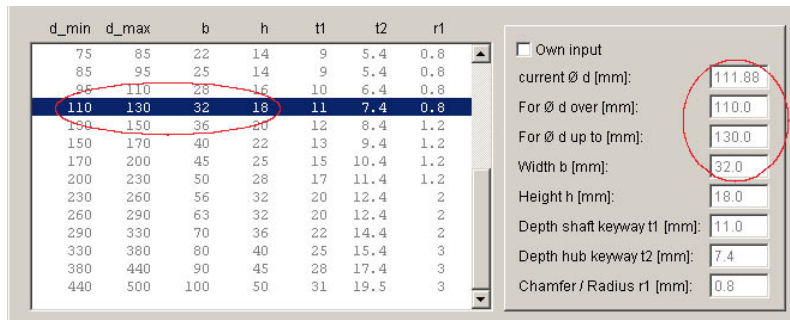 d_min d_max b h t1 t2 r1
75 85 22 14 9 5.4 0.8
85 95 25 14 9 5.4 0.8
95 110 28 16 10 6.4 0.8
110 130 32 18 11 7.4 0.8
130 150 36 20 12 8.4 1.2
150 170 40 22 13 9.4 1.2
170 200 45 25 15 10.4 1.2
200 230 50 28 17 11.4 1.2
230 260 56 32 20 12.4 2
260 290 63 32 20 12.4 2
290 330 70 36 22 14.4 2
330 380 80 40 25 15.4 3
380 440 90 45 28 17.4 3
440 500 100 50 31 19.5 3
Own input
current Ø d [mm]: 111.88
For Ø d over: 110.0
For Ø d up to [mm]: 130.0
Width b [mm]: 32.0
Height h [mm]: 18.0
Depth shaft keyway t1 [mm]: 11.0
Depth hub keyway t2 [mm]: 7.4
Chamfer / Radius r1 [mm]: 0.8